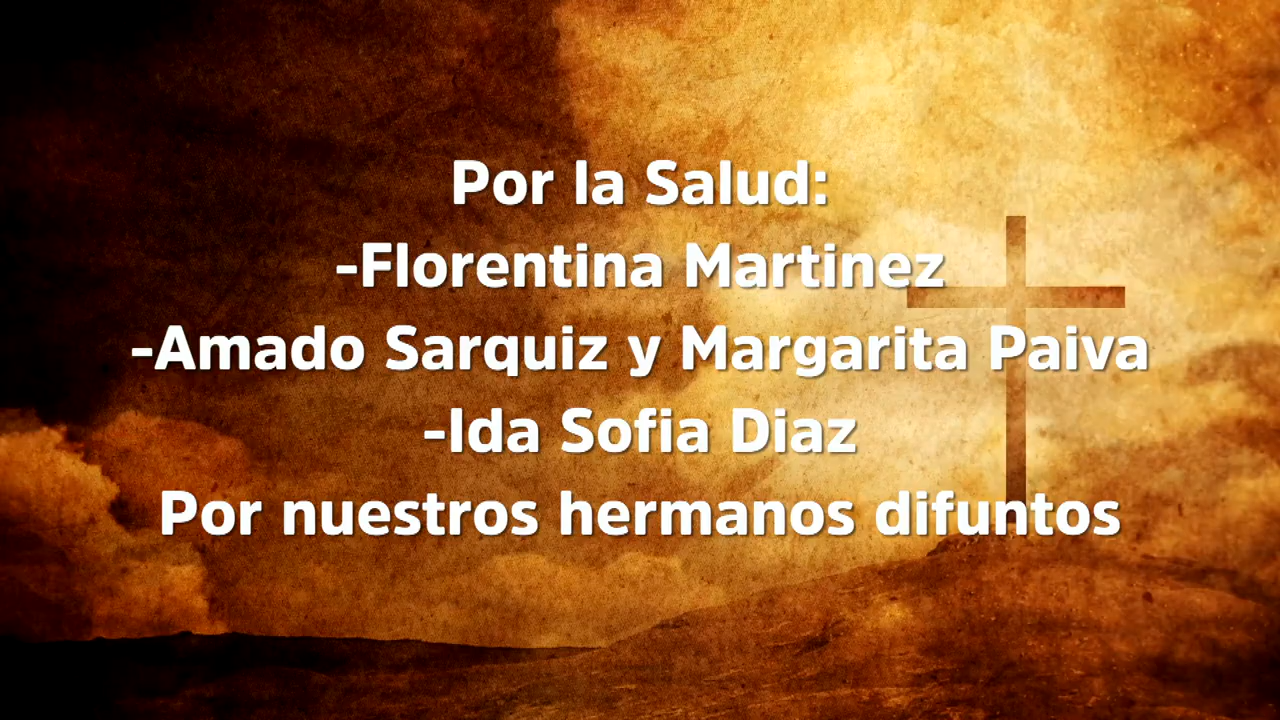 Por la Salud:
-Florentina Martinez
-Amado Sarquiz y Margarita Paiva
-Ida Sofia Diaz
Por nuestros hermanos difuntos